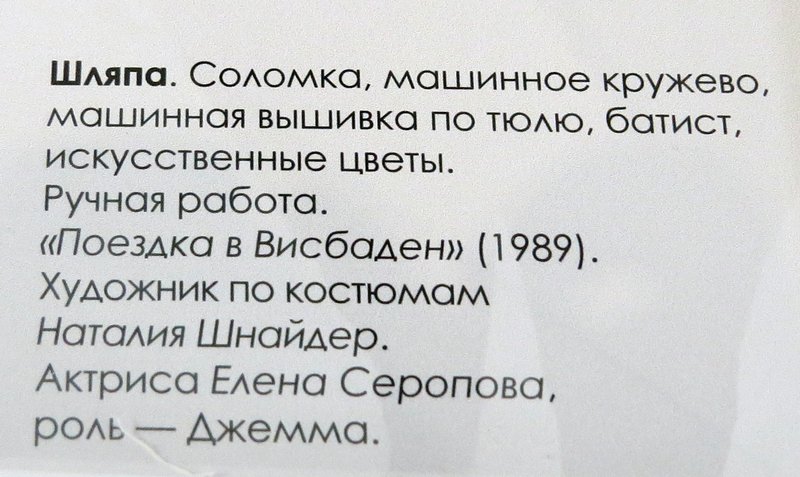 Шляпа. Соломка, машинное кружево,
машинная вышивка по тюлю, батист,
искусственные цветы.
Ручная работа.
«Поездка в Висбаден» (1989).
Художник по костюмам
Наталия Шнайдер.
Актриса Елена Серопова,
роль — Джемма.